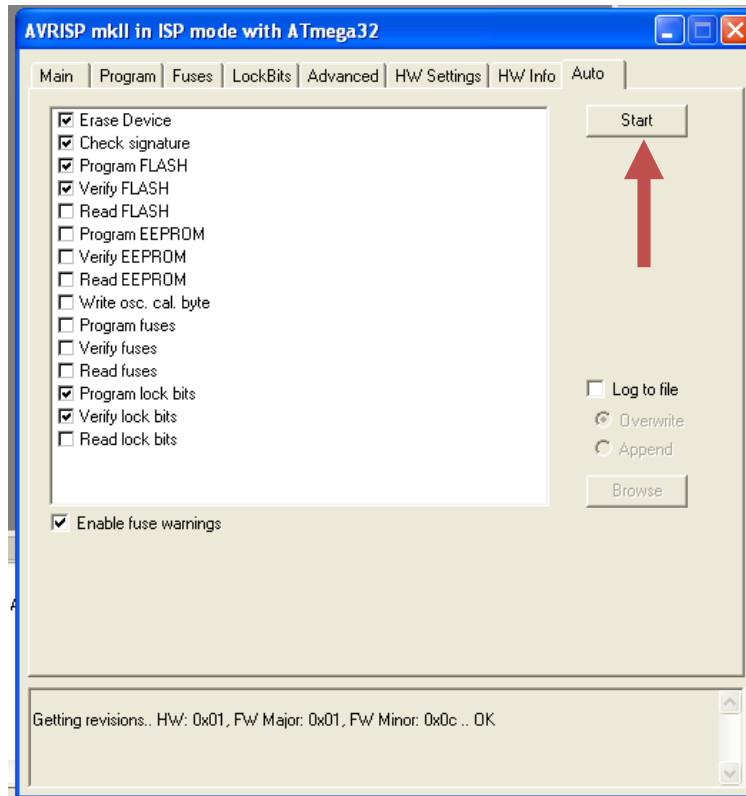 AVRISP mkII in ISP mode with ATmega32
Main Program Fuses LockBits Advanced HW Settings HW Info Auto
Erase Device
Check signature
Program FLASH
Verify FLASH
Read FLASH
Program EEPROM
Verify EEPROM
Read EEPROM
Write osc. cal. byte
Program fuses
Verify fuses
Read fuses
Program lock bits
Verify lock bits
Read lock bits
Start
Log to file
Overwrite
Append
Browse
Enable fuse warnings
Getting revisions.. HW: 0x01, FW Major: 0x01, FW Minor: 0x0c .. OK